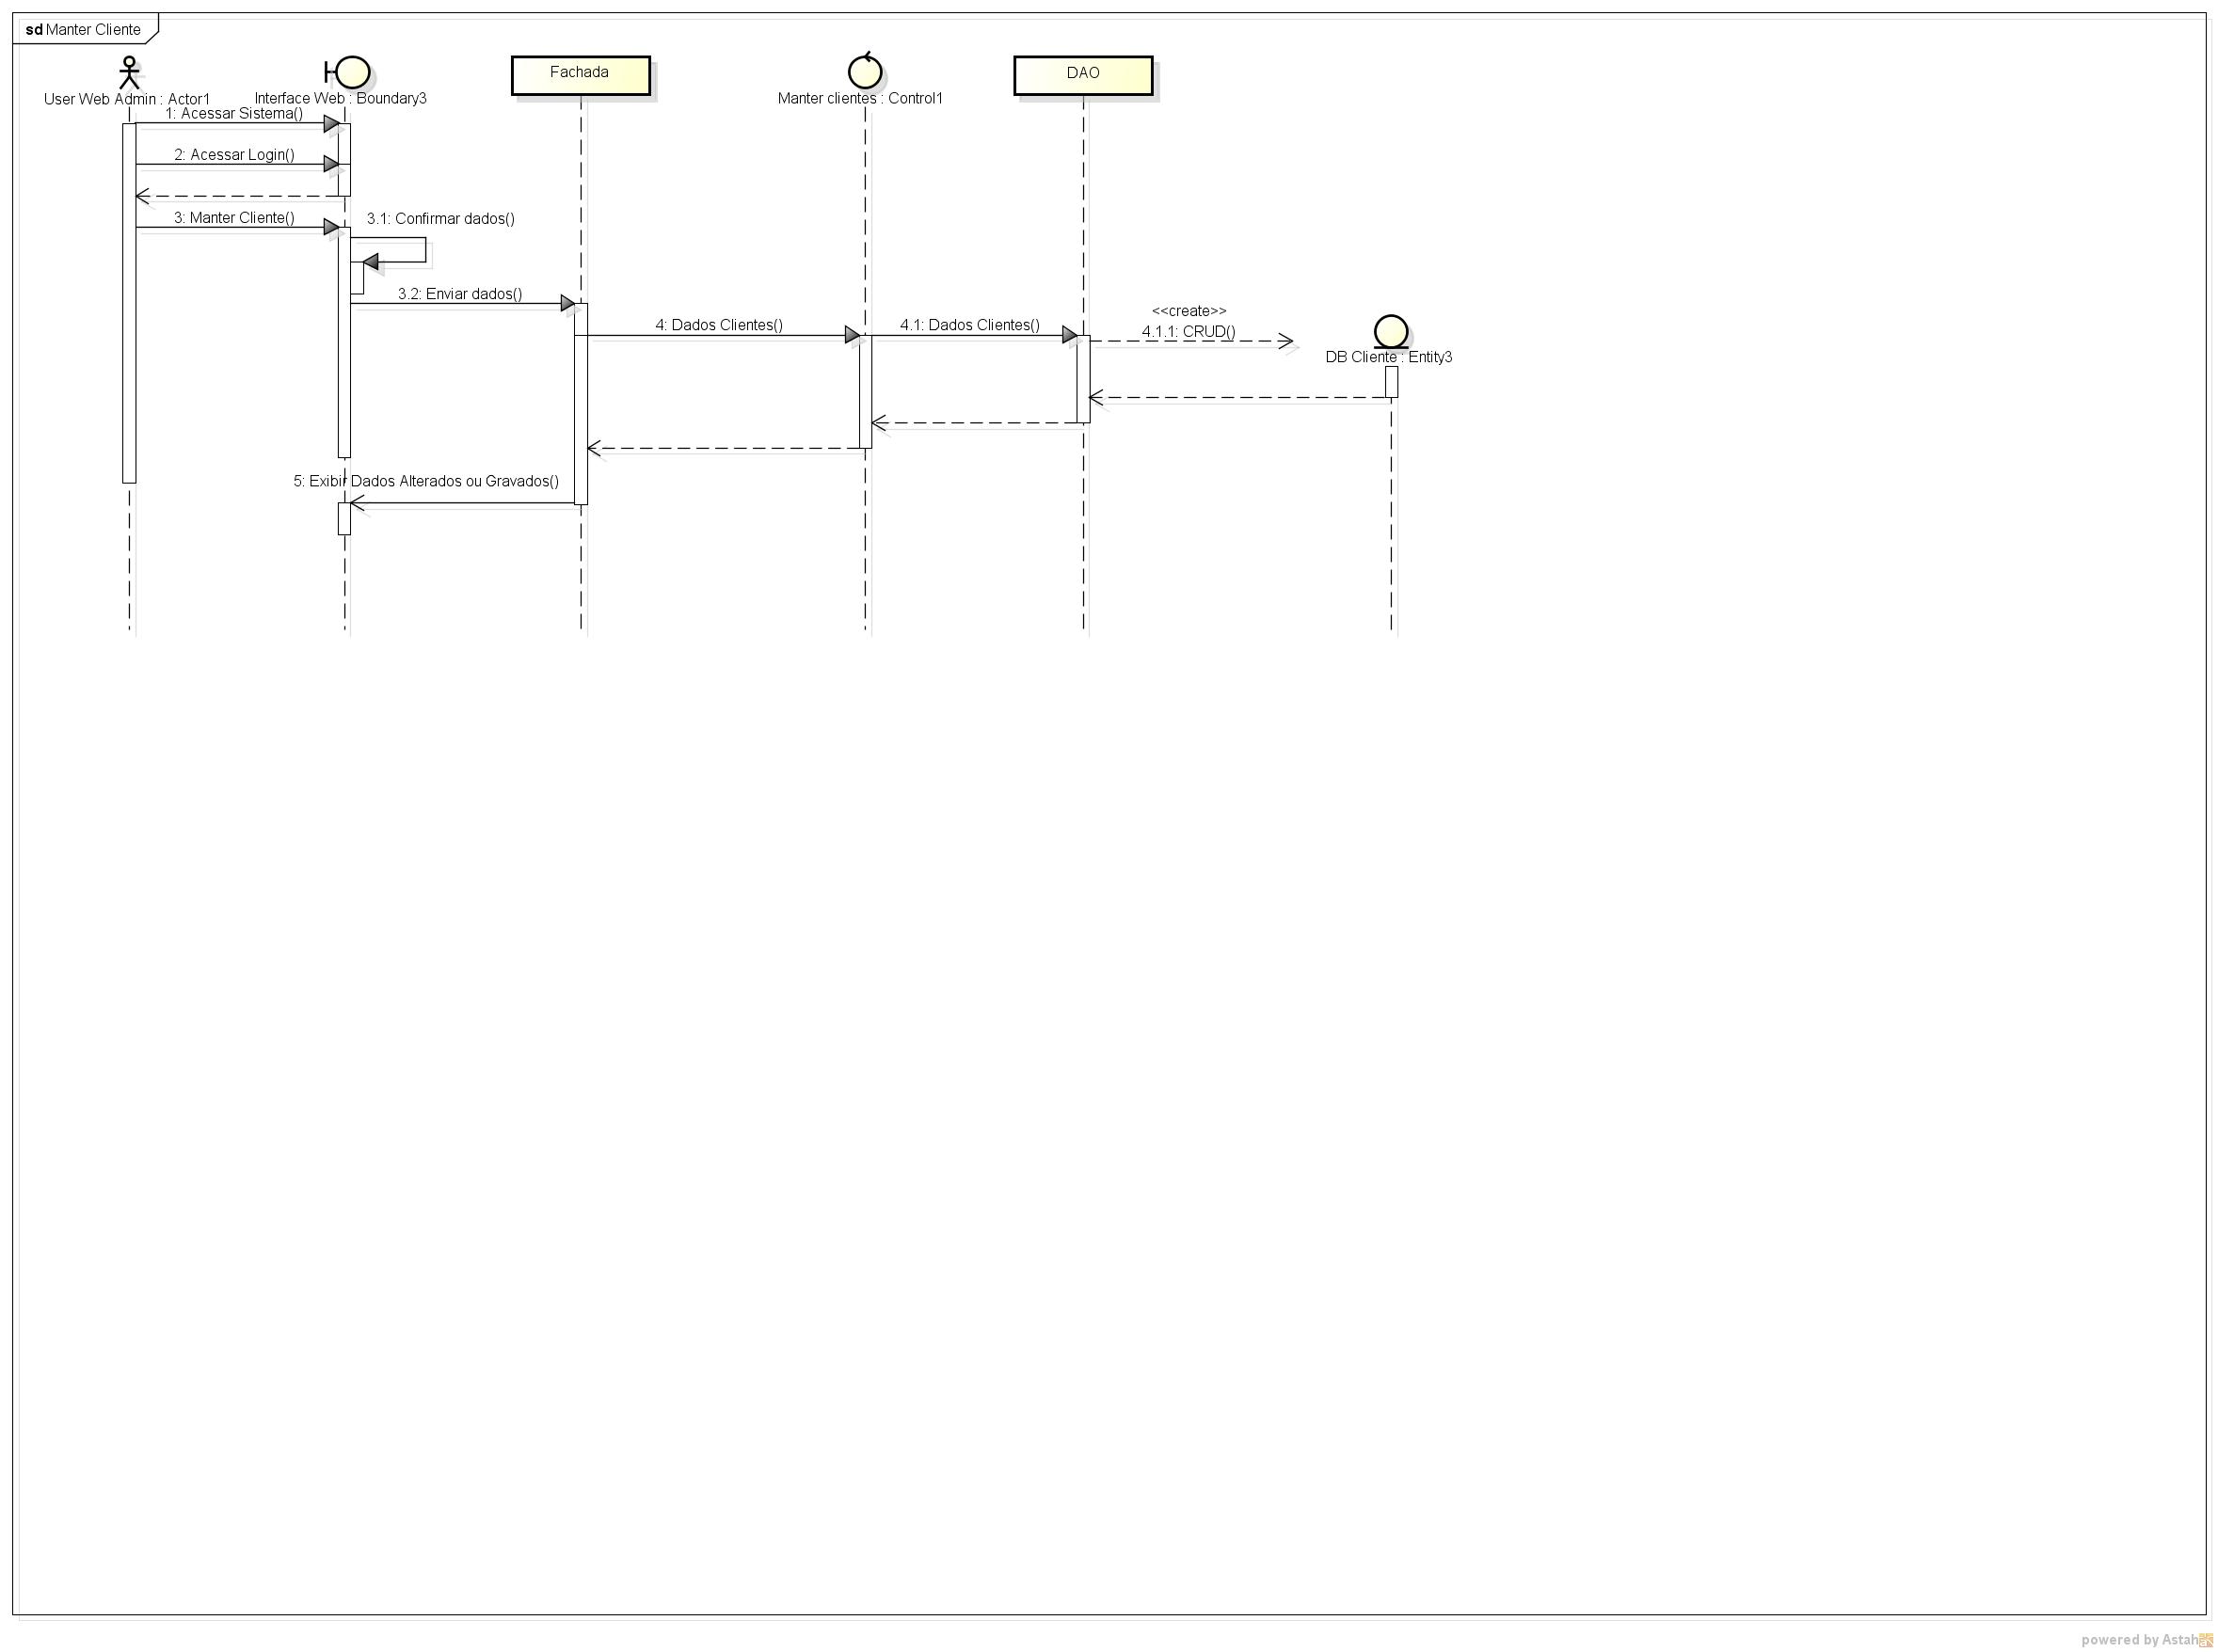 sd Manter Cliente
User Web Admin : Actor1
Interface Web : Boundary3
Fachada
Manter clientes : Control1
DAO
1: Acessar Sistema()
2: Acessar Login()
3: Manter Cliente()
3.1: Confirmar dados()
3.2: Enviar dados()
4: Dados Clientes()
4.1: Dados Clientes()
<<create>>
4.1.1: CRUD()
DB Cliente : Entity3
5: Exibir Dados Alterados ou Gravados()
powered by Astah